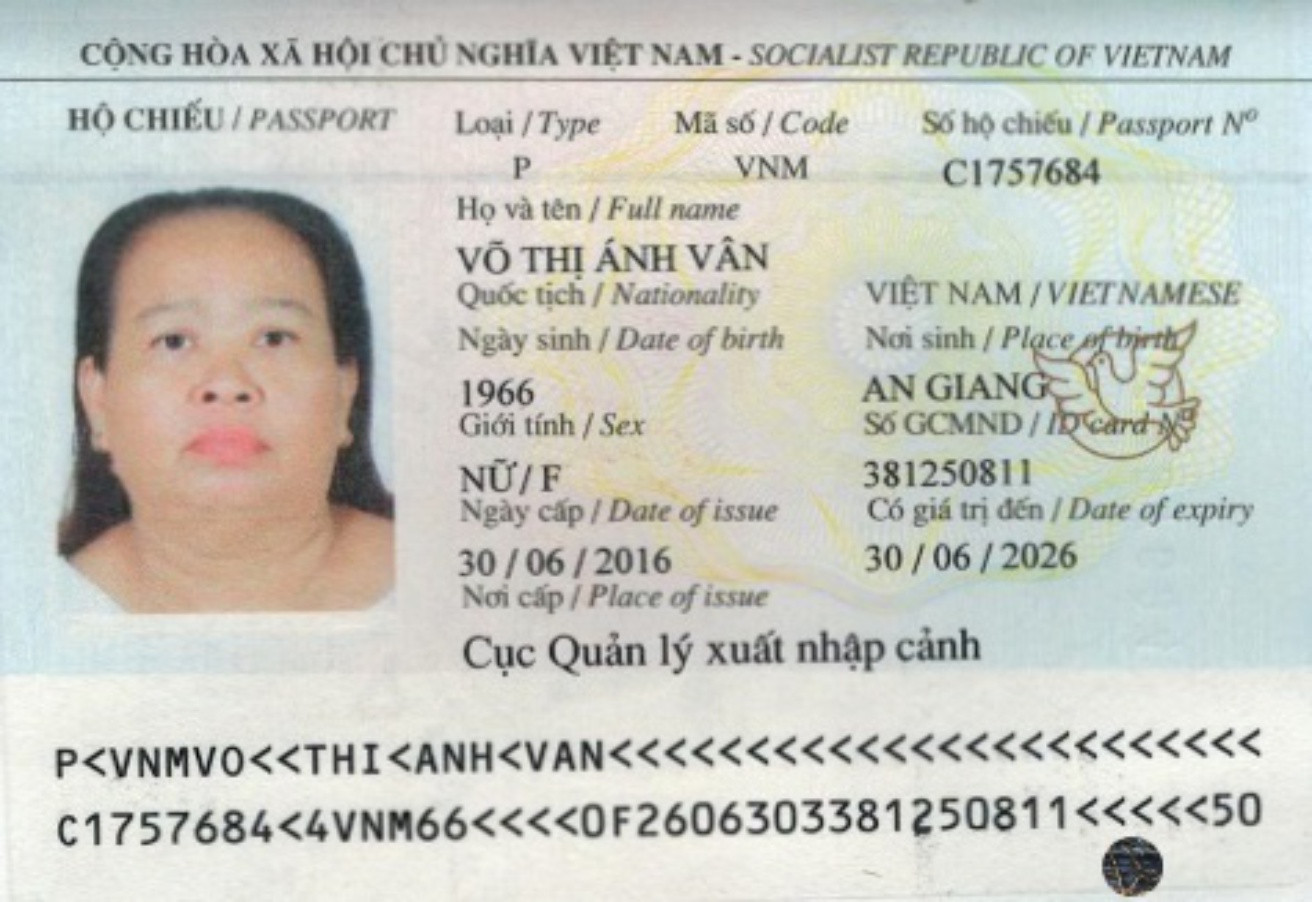 CỘNG HÒA XÃ HỘI CHỦ NGHĨA VIỆT NAM - SOCIALIST REPUBLIC OF VIETNAM
HỘ CHIẾU / PASSPORT Loại / Type Mã số / Code Số hộ chiếu / Passport Nº
P VNM C1757684
Họ và tên / Full name
VÕ THỊ ÁNH VÂN
Quốc tịch / Nationality VIỆT NAM / VIETNAMESE
Ngày sinh / Date of birth Nơi sinh / Place of birth
1966 AN GIANG
Giới tính / Sex Số GCMND / ID card Nº
NỮ / F 381250811
Ngày cấp / Date of issue Có giá trị đến / Date of expiry
30 / 06 / 2016 30 / 06 / 2026
Nơi cấp / Place of issue
Cục Quản lý xuất nhập cảnh
P<VNMVO<<THI<ANH<VAN<<<<<<<<<<<<<<<<<<<<<<<<
C1757684<4VNM66<<<<0F2606303381250811<<<<<50